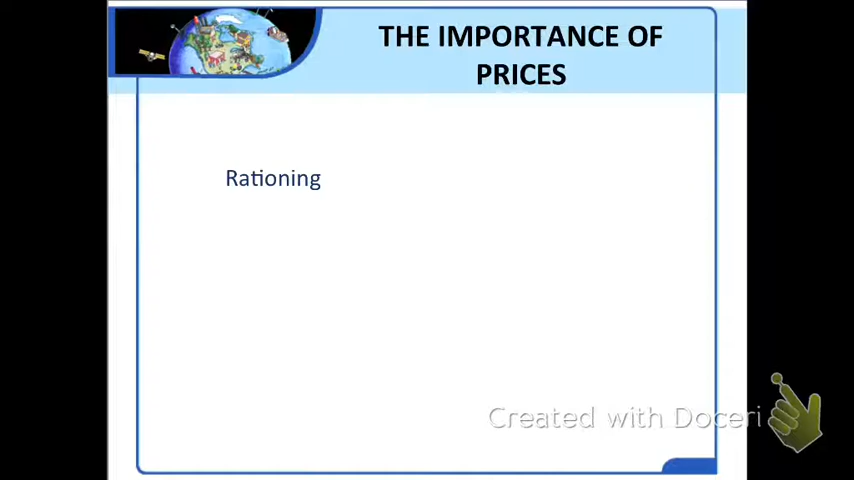 THE IMPORTANCE OF
PRICES
Rationing
Created with Doceri